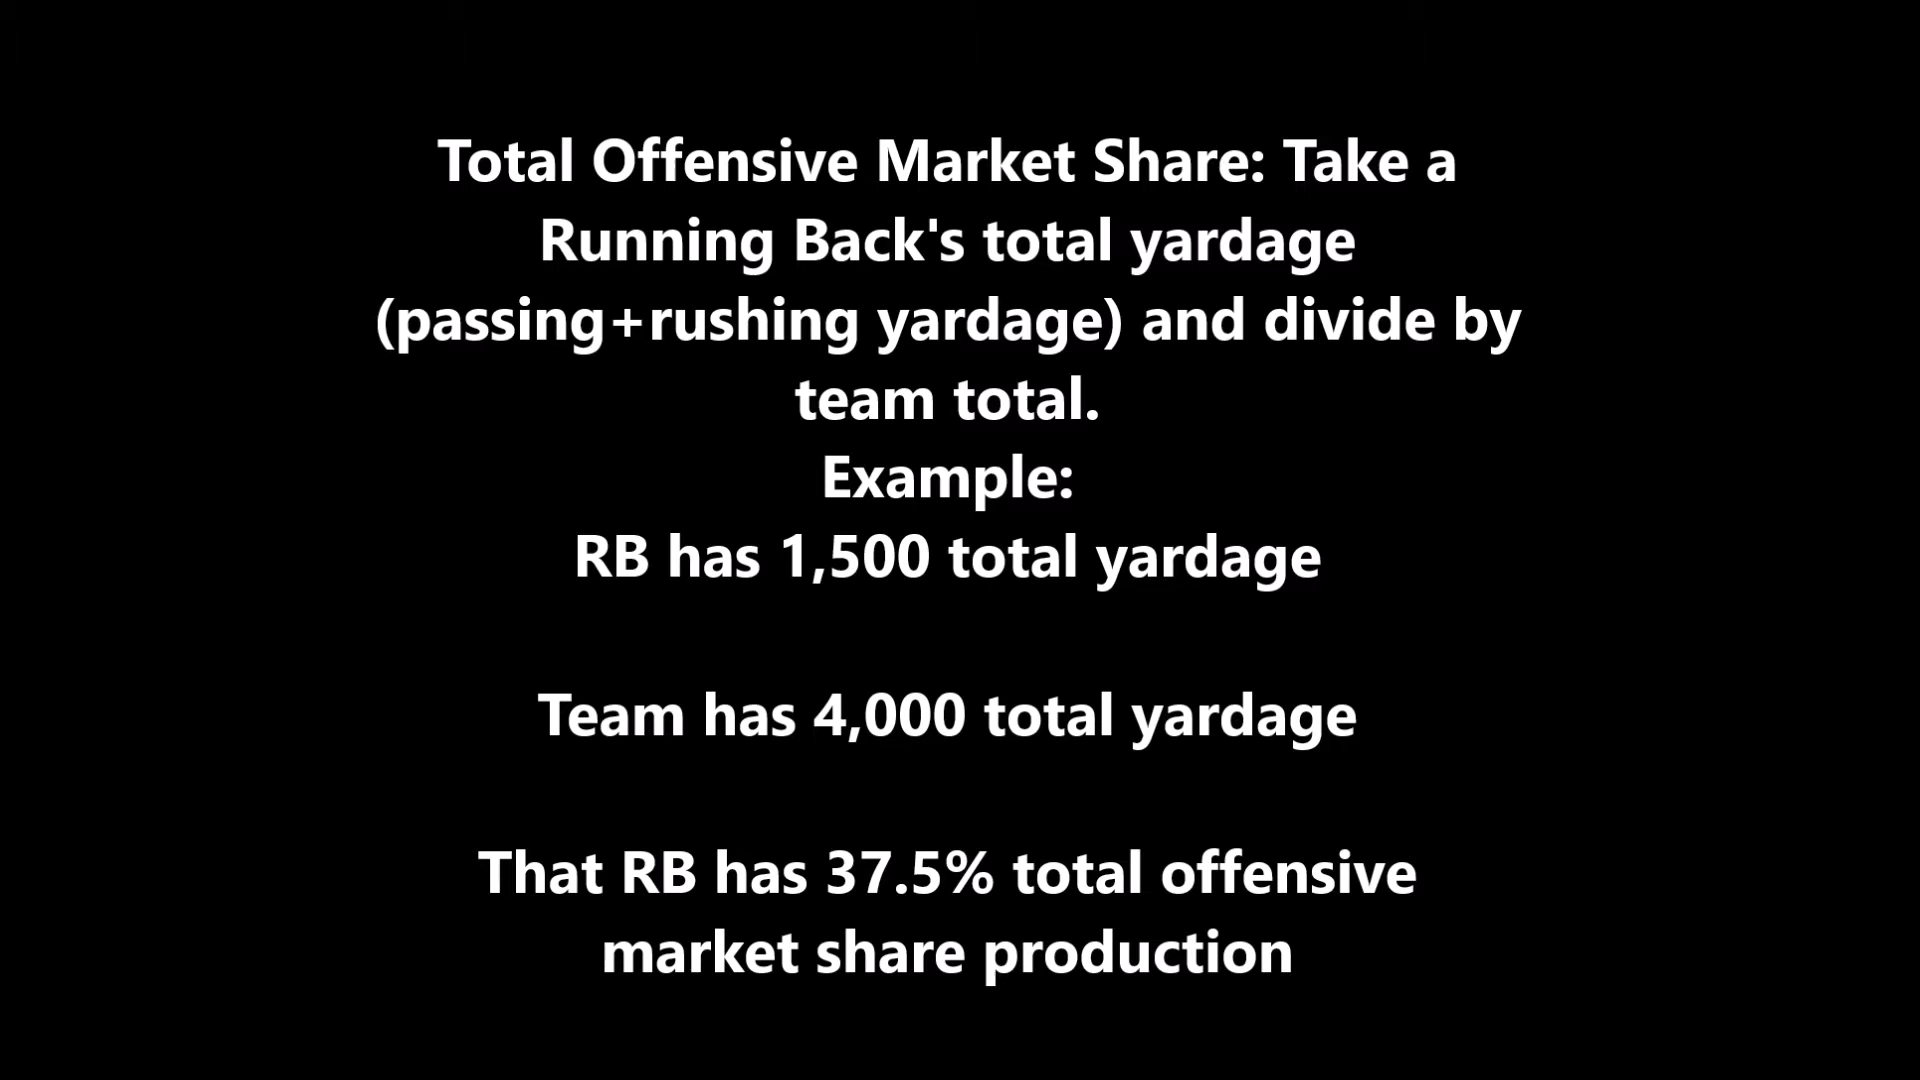 Total Offensive Market Share: Take a
Running Back's total yardage
(passing+rushing yardage) and divide by
team total.
Example:
RB has 1,500 total yardage
Team has 4,000 total yardage
That RB has 37.5% total offensive
market share production